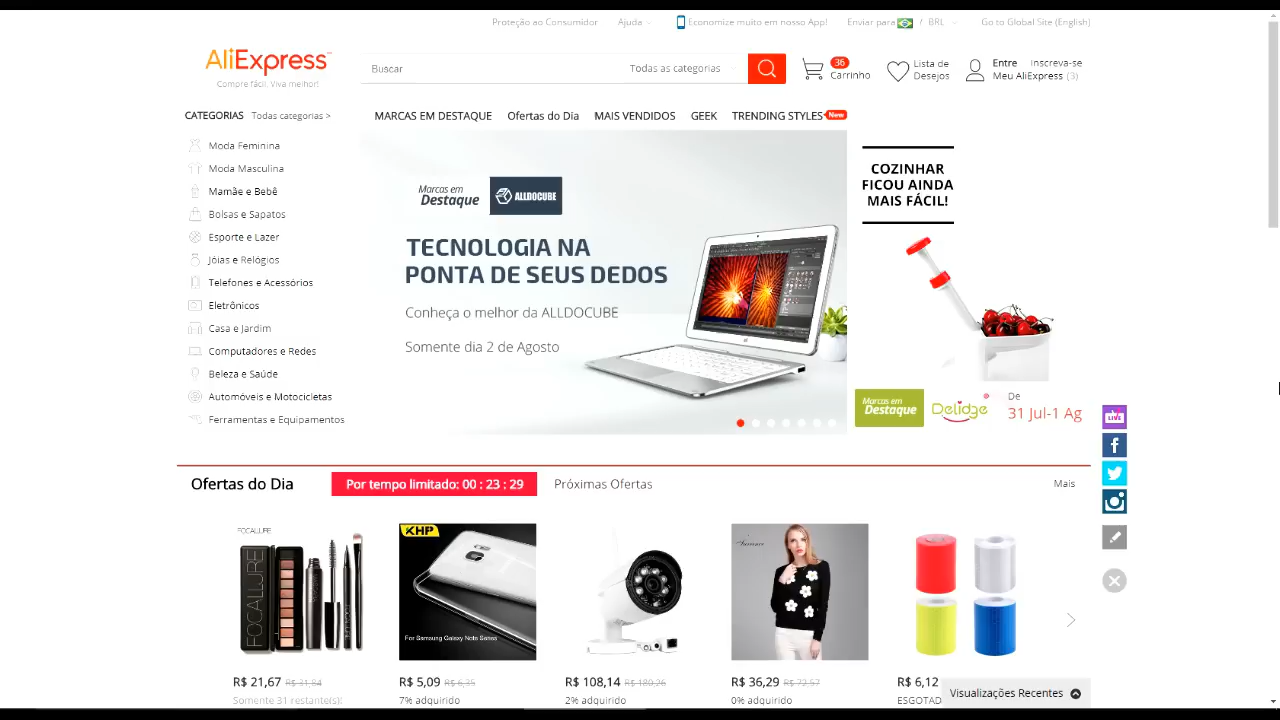 Proteção ao Consumidor Ajuda Economize muito em nosso App! Enviar para / BRL Go to Global Site (English)
AliExpress™
Compre fácil. Viva melhor!
Buscar Todas as categorias
36
Carrinho
Lista de
Desejos
Entre Inscreva-se
Meu AliExpress (3)
CATEGORIAS Todas categorias >
MARCAS EM DESTAQUE Ofertas do Dia MAIS VENDIDOS GEEK TRENDING STYLES New
Moda Feminina
Moda Masculina
Mamãe e Bebê
Bolsas e Sapatos
Esporte e Lazer
Jóias e Relógios
Telefones e Acessórios
Eletrônicos
Casa e Jardim
Computadores e Redes
Beleza e Saúde
Automóveis e Motocicletas
Ferramentas e Equipamentos
Marcas em
Destaque
ALLDOCUBE
TECNOLOGIA NA
PONTA DE SEUS DEDOS
Conheça o melhor da ALLDOCUBE
Somente dia 2 de Agosto
COZINHAR
FICOU AINDA
MAIS FÁCIL!
Marcas em
Destaque
Delidge
De
31 Jul-1 Ag
LIVE
Ofertas do Dia Por tempo limitado: 00 : 23 : 29 Próximas Ofertas Mais
FOCALLURE
FOCALLURE
KHP
For Samsung Galaxy Note Series
R$ 21,67 R$ 31,84
Somente 31 restante(s)!
R$ 5,09 R$ 6,35
7% adquirido
R$ 108,14 R$ 180,26
2% adquirido
R$ 36,29 R$ 72,57
0% adquirido
R$ 6,12
ESGOTAD
Visualizações Recentes